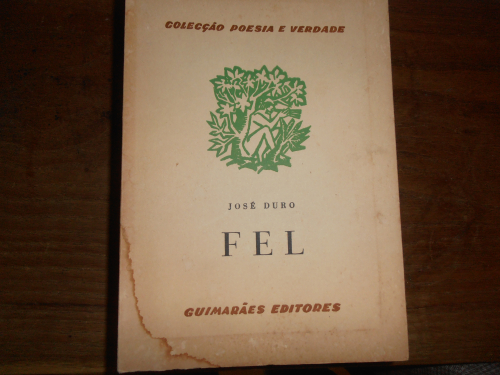 COLECÇÃO POESIA E VERDADE
JOSÉ DURO
FEL
GUIMARÃES EDITORES